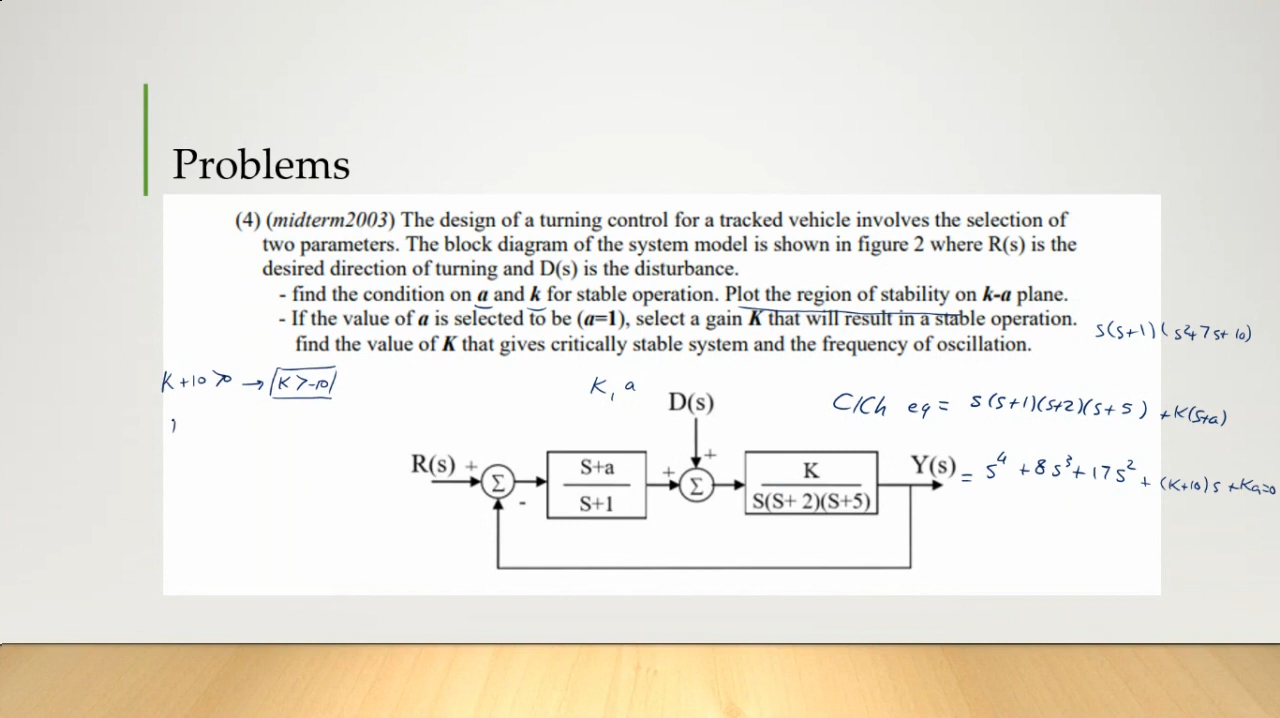 Problems
(4) (midterm2003) The design of a turning control for a tracked vehicle involves the selection of
two parameters. The block diagram of the system model is shown in figure 2 where R(s) is the
desired direction of turning and D(s) is the disturbance.
- find the condition on a and k for stable operation. Plot the region of stability on k-a plane.
- If the value of a is selected to be (a=1), select a gain K that will result in a stable operation.
find the value of K that gives critically stable system and the frequency of oscillation.
S(S+1)(S²+7S+10)
K+10>0 → K>-10
K, a
D(s)
C/Ch eq = S(S+1)(S+2)(S+5) +K(S+a)
R(s) + Σ -
S+a
S+1
+ Σ +
K
S(S+ 2)(S+5)
Y(s)
= S⁴ +8S³+17S² + (K+10)S +Ka=0